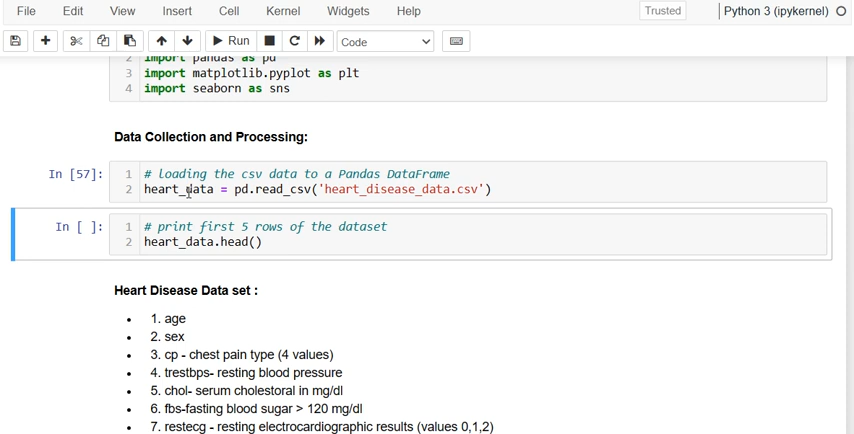 File Edit View Insert Cell Kernel Widgets Help Trusted Python 3 (ipykernel)
Run Code
2 import pandas as pd
3 import matplotlib.pyplot as plt
4 import seaborn as sns
Data Collection and Processing:
In [57]: 1 # loading the csv data to a Pandas DataFrame
2 heart_data = pd.read_csv('heart_disease_data.csv')
In [ ]: 1 # print first 5 rows of the dataset
2 heart_data.head()
Heart Disease Data set :
• 1. age
• 2. sex
• 3. cp - chest pain type (4 values)
• 4. trestbps- resting blood pressure
• 5. chol- serum cholestoral in mg/dl
• 6. fbs-fasting blood sugar > 120 mg/dl
• 7. restecg - resting electrocardiographic results (values 0,1,2)